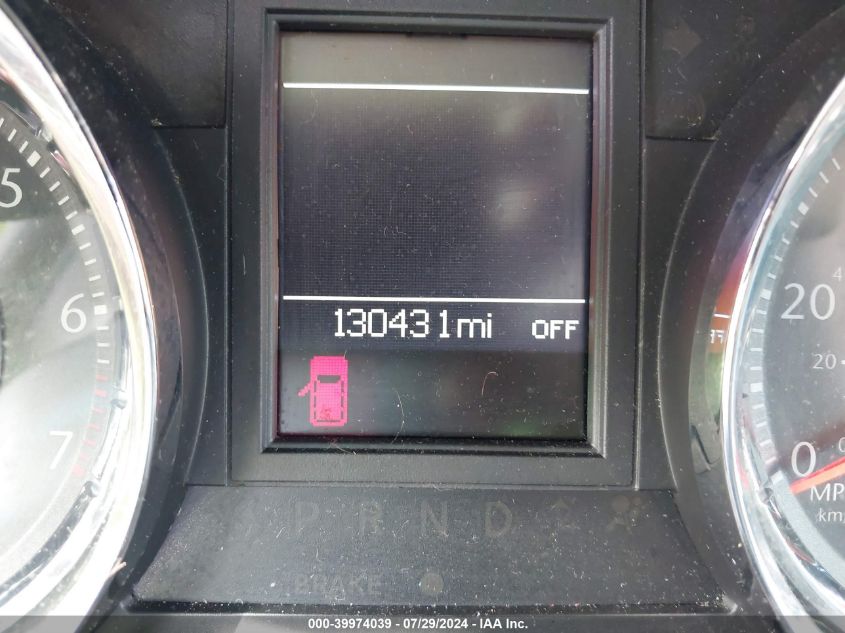 5
6
7
130431mi OFF
20
20
0
MP
km/
P R N D
BRAKE
000-39974039 / 07/29/2024 - IAA Inc.